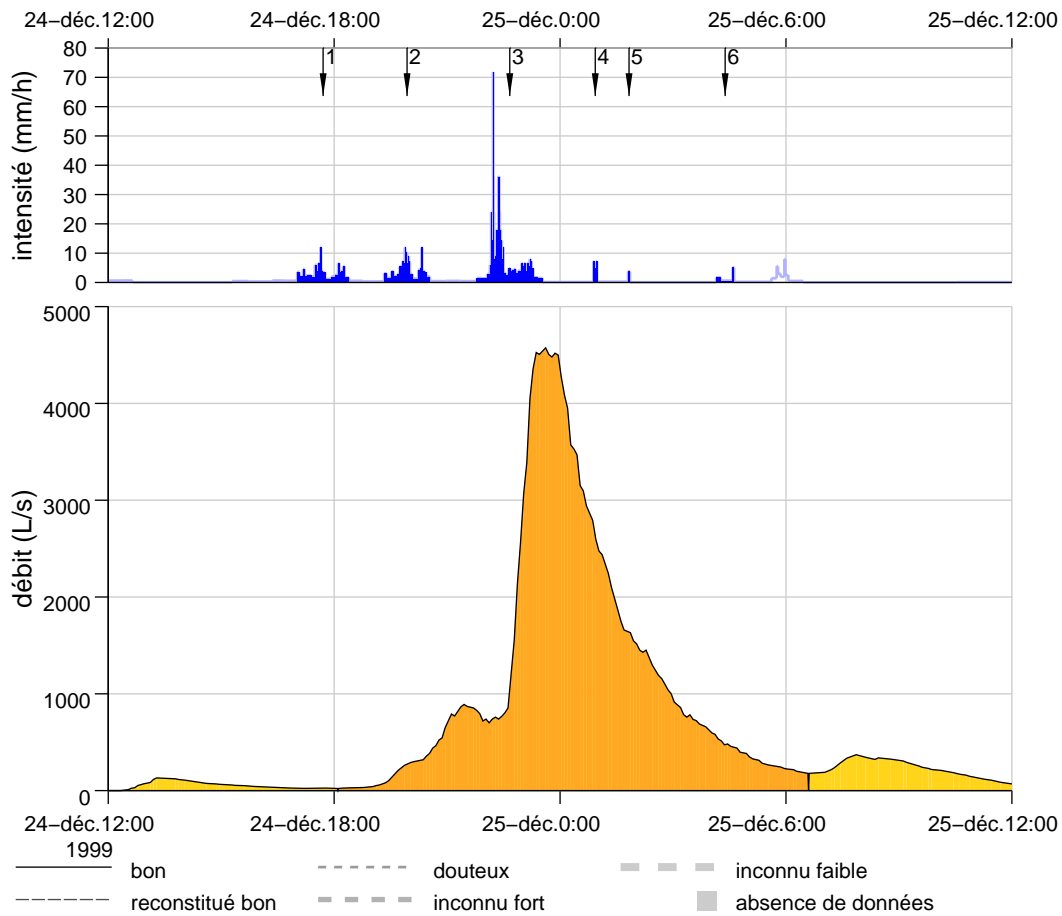 24–déc.12:00 24–déc.18:00 25–déc.0:00 25–déc.6:00 25–déc.12:00
80
70
60
50
40
30
20
10
0
intensité (mm/h)
1 2 3 4 5 6
5000
4000
3000
2000
1000
0
débit (L/s)
24–déc.12:00 24–déc.18:00 25–déc.0:00 25–déc.6:00 25–déc.12:00
1999
bon douteux inconnu faible
reconstitué bon inconnu fort absence de données